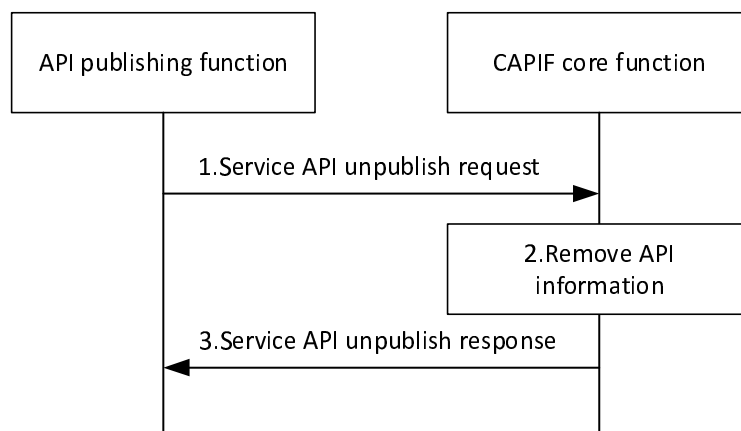 API publishing function
CAPIF core function
1.Service API unpublish request
2.Remove API
information
3.Service API unpublish response